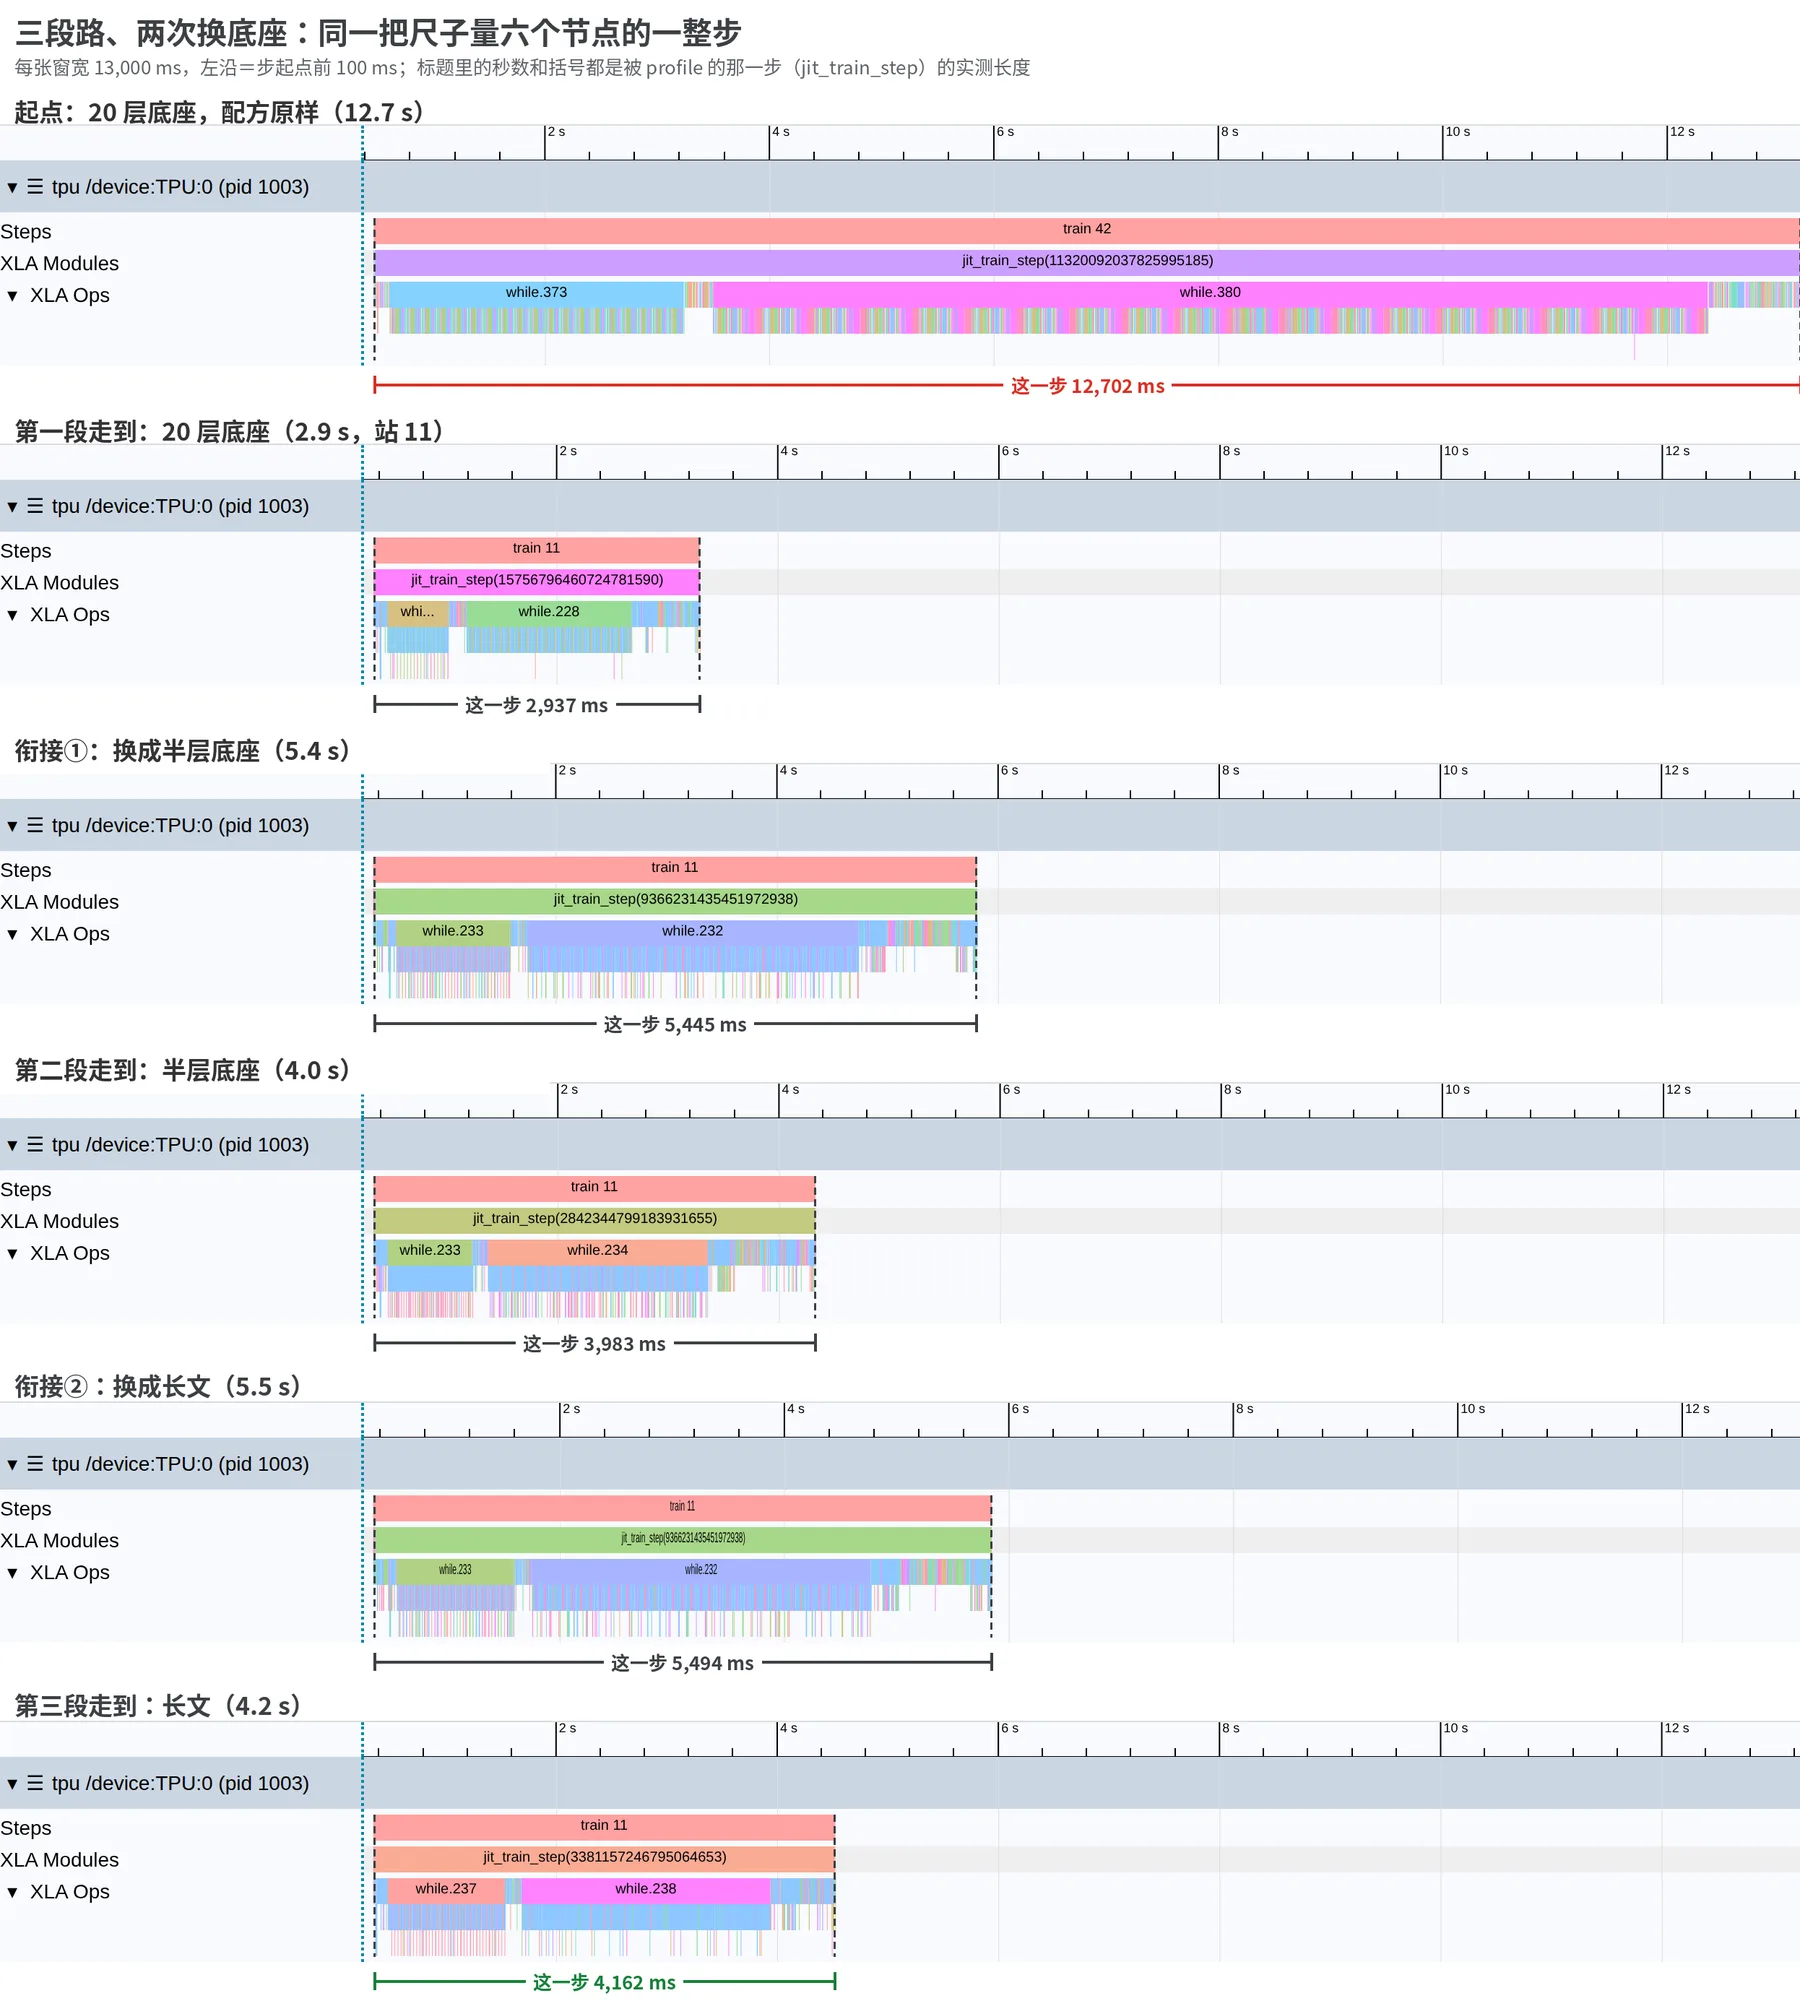 三段路、两次换底座：同一把尺子量六个节点的一整步
每张窗宽 13,000 ms，左沿＝步起点前 100 ms；标题里的秒数和括号都是被 profile 的那一步（jit_train_step）的实测长度
起点：20 层底座，配方原样（12.7 s）
2 s 4 s 6 s 8 s 10 s 12 s
▼ ☰ tpu /device:TPU:0 (pid 1003)
Steps train 42
XLA Modules jit_train_step(11320092037825995185)
▼ XLA Ops while.373 while.380
这一步 12,702 ms
第一段走到：20 层底座（2.9 s，站 11）
2 s 4 s 6 s 8 s 10 s 12 s
▼ ☰ tpu /device:TPU:0 (pid 1003)
Steps train 11
XLA Modules jit_train_step(15756796460724781590)
▼ XLA Ops whi... while.228
这一步 2,937 ms
衔接①：换成半层底座（5.4 s）
2 s 4 s 6 s 8 s 10 s 12 s
▼ ☰ tpu /device:TPU:0 (pid 1003)
Steps train 11
XLA Modules jit_train_step(9366231435451972938)
▼ XLA Ops while.233 while.232
这一步 5,445 ms
第二段走到：半层底座（4.0 s）
2 s 4 s 6 s 8 s 10 s 12 s
▼ ☰ tpu /device:TPU:0 (pid 1003)
Steps train 11
XLA Modules jit_train_step(2842344799183931655)
▼ XLA Ops while.233 while.234
这一步 3,983 ms
衔接②：换成长文（5.5 s）
2 s 4 s 6 s 8 s 10 s 12 s
▼ ☰ tpu /device:TPU:0 (pid 1003)
Steps train 11
XLA Modules jit_train_step(9366231435451972938)
▼ XLA Ops while.233 while.232
这一步 5,494 ms
第三段走到：长文（4.2 s）
2 s 4 s 6 s 8 s 10 s 12 s
▼ ☰ tpu /device:TPU:0 (pid 1003)
Steps train 11
XLA Modules jit_train_step(3381157246795064653)
▼ XLA Ops while.237 while.238
这一步 4,162 ms